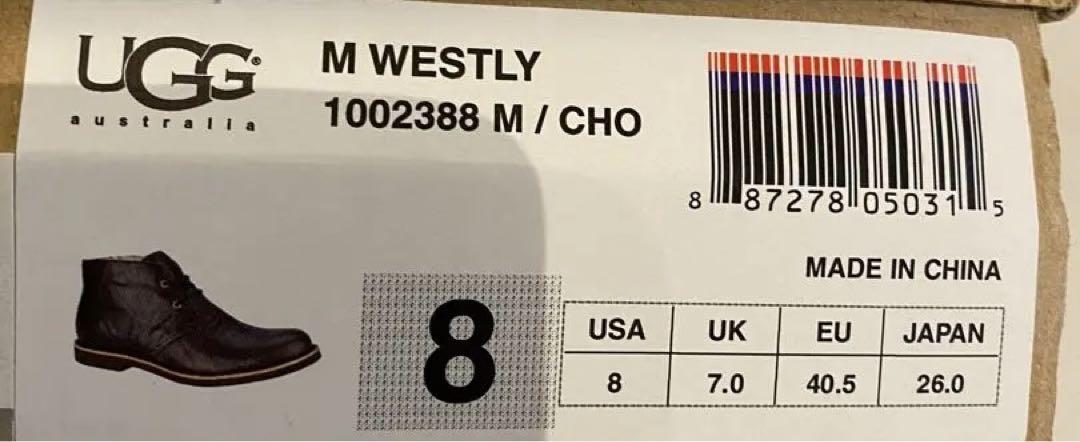 UGG®
australia
M WESTLY
1002388 M / CHO
8 87278 05031 5
MADE IN CHINA
8
USA UK EU JAPAN
8 7.0 40.5 26.0